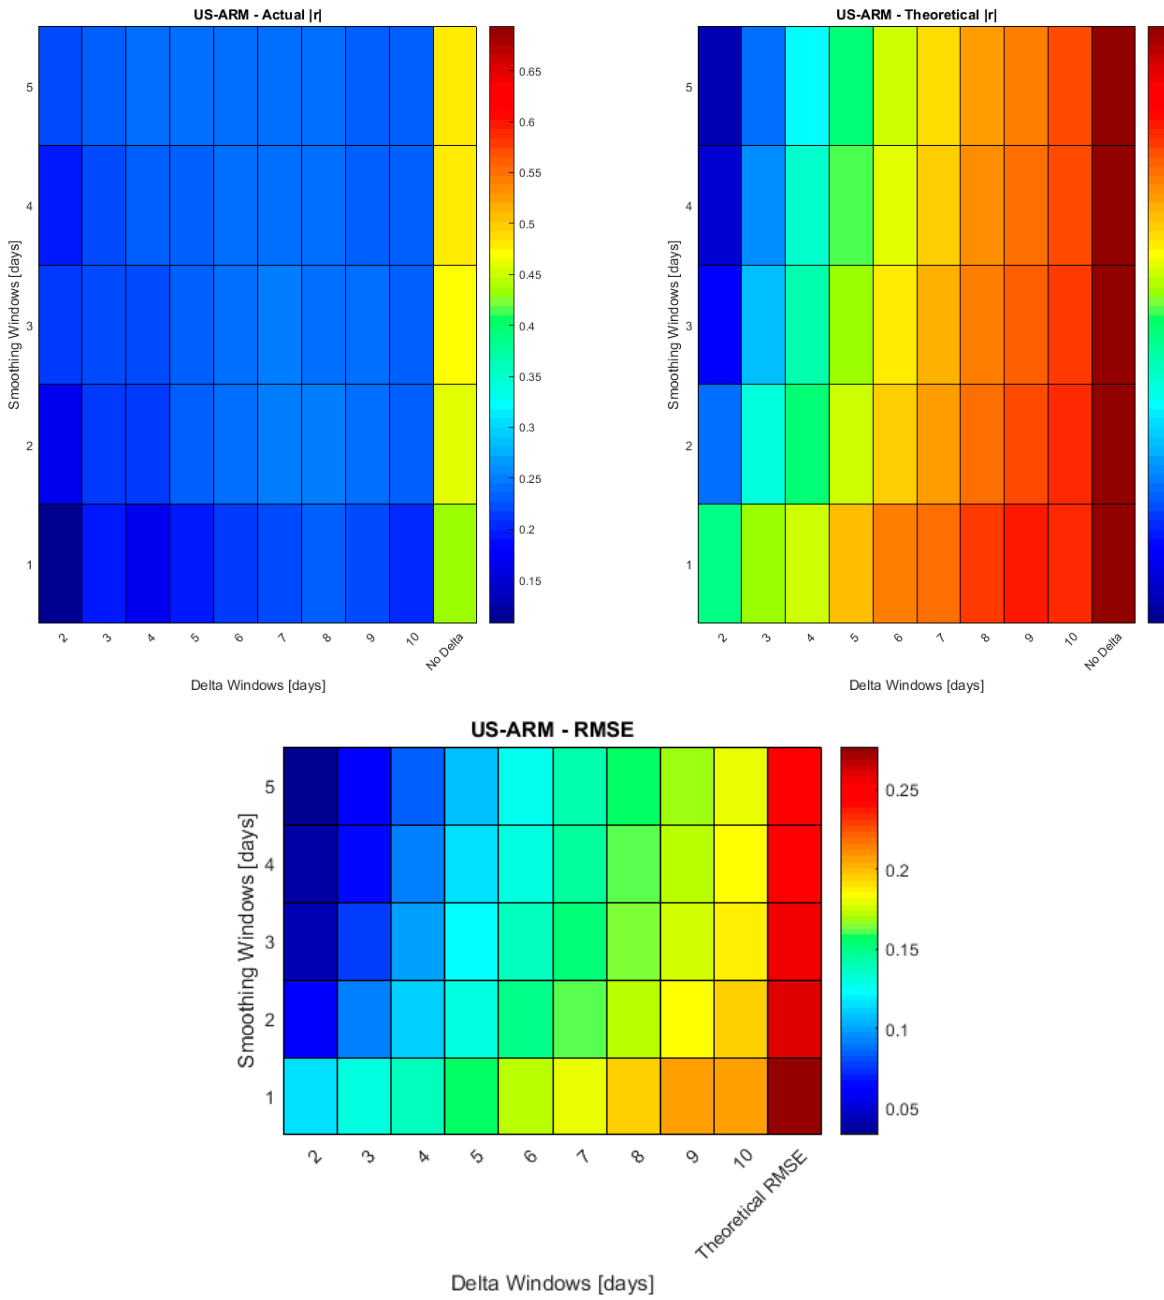 US-ARM - Actual |r|
Smoothing Windows [days]
5
4
3
2
1
2 3 4 5 6 7 8 9 10 No Delta
Delta Windows [days]
0.65
0.6
0.55
0.5
0.45
0.4
0.35
0.3
0.25
0.2
0.15
US-ARM - Theoretical |r|
Smoothing Windows [days]
5
4
3
2
1
2 3 4 5 6 7 8 9 10 No Delta
Delta Windows [days]
US-ARM - RMSE
Smoothing Windows [days]
5
4
3
2
1
2 3 4 5 6 7 8 9 10 Theoretical RMSE
Delta Windows [days]
0.25
0.2
0.15
0.1
0.05